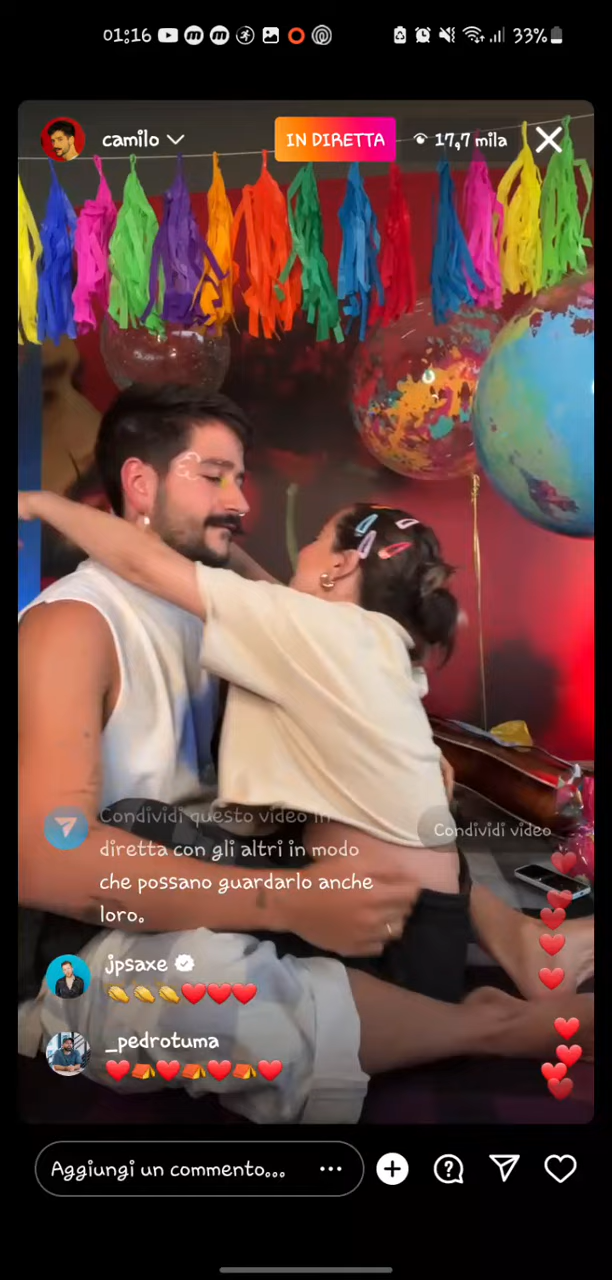 01:16
33%
camilo
IN DIRETTA
17,7 mila
Condividi questo video in
diretta con gli altri in modo
che possano guardarlo anche
loro.
Condividi video
jpsaxe
👏👏👏❤️❤️❤️
_pedrotuma
❤️⛺❤️⛺❤️⛺❤️
Aggiungi un commento...